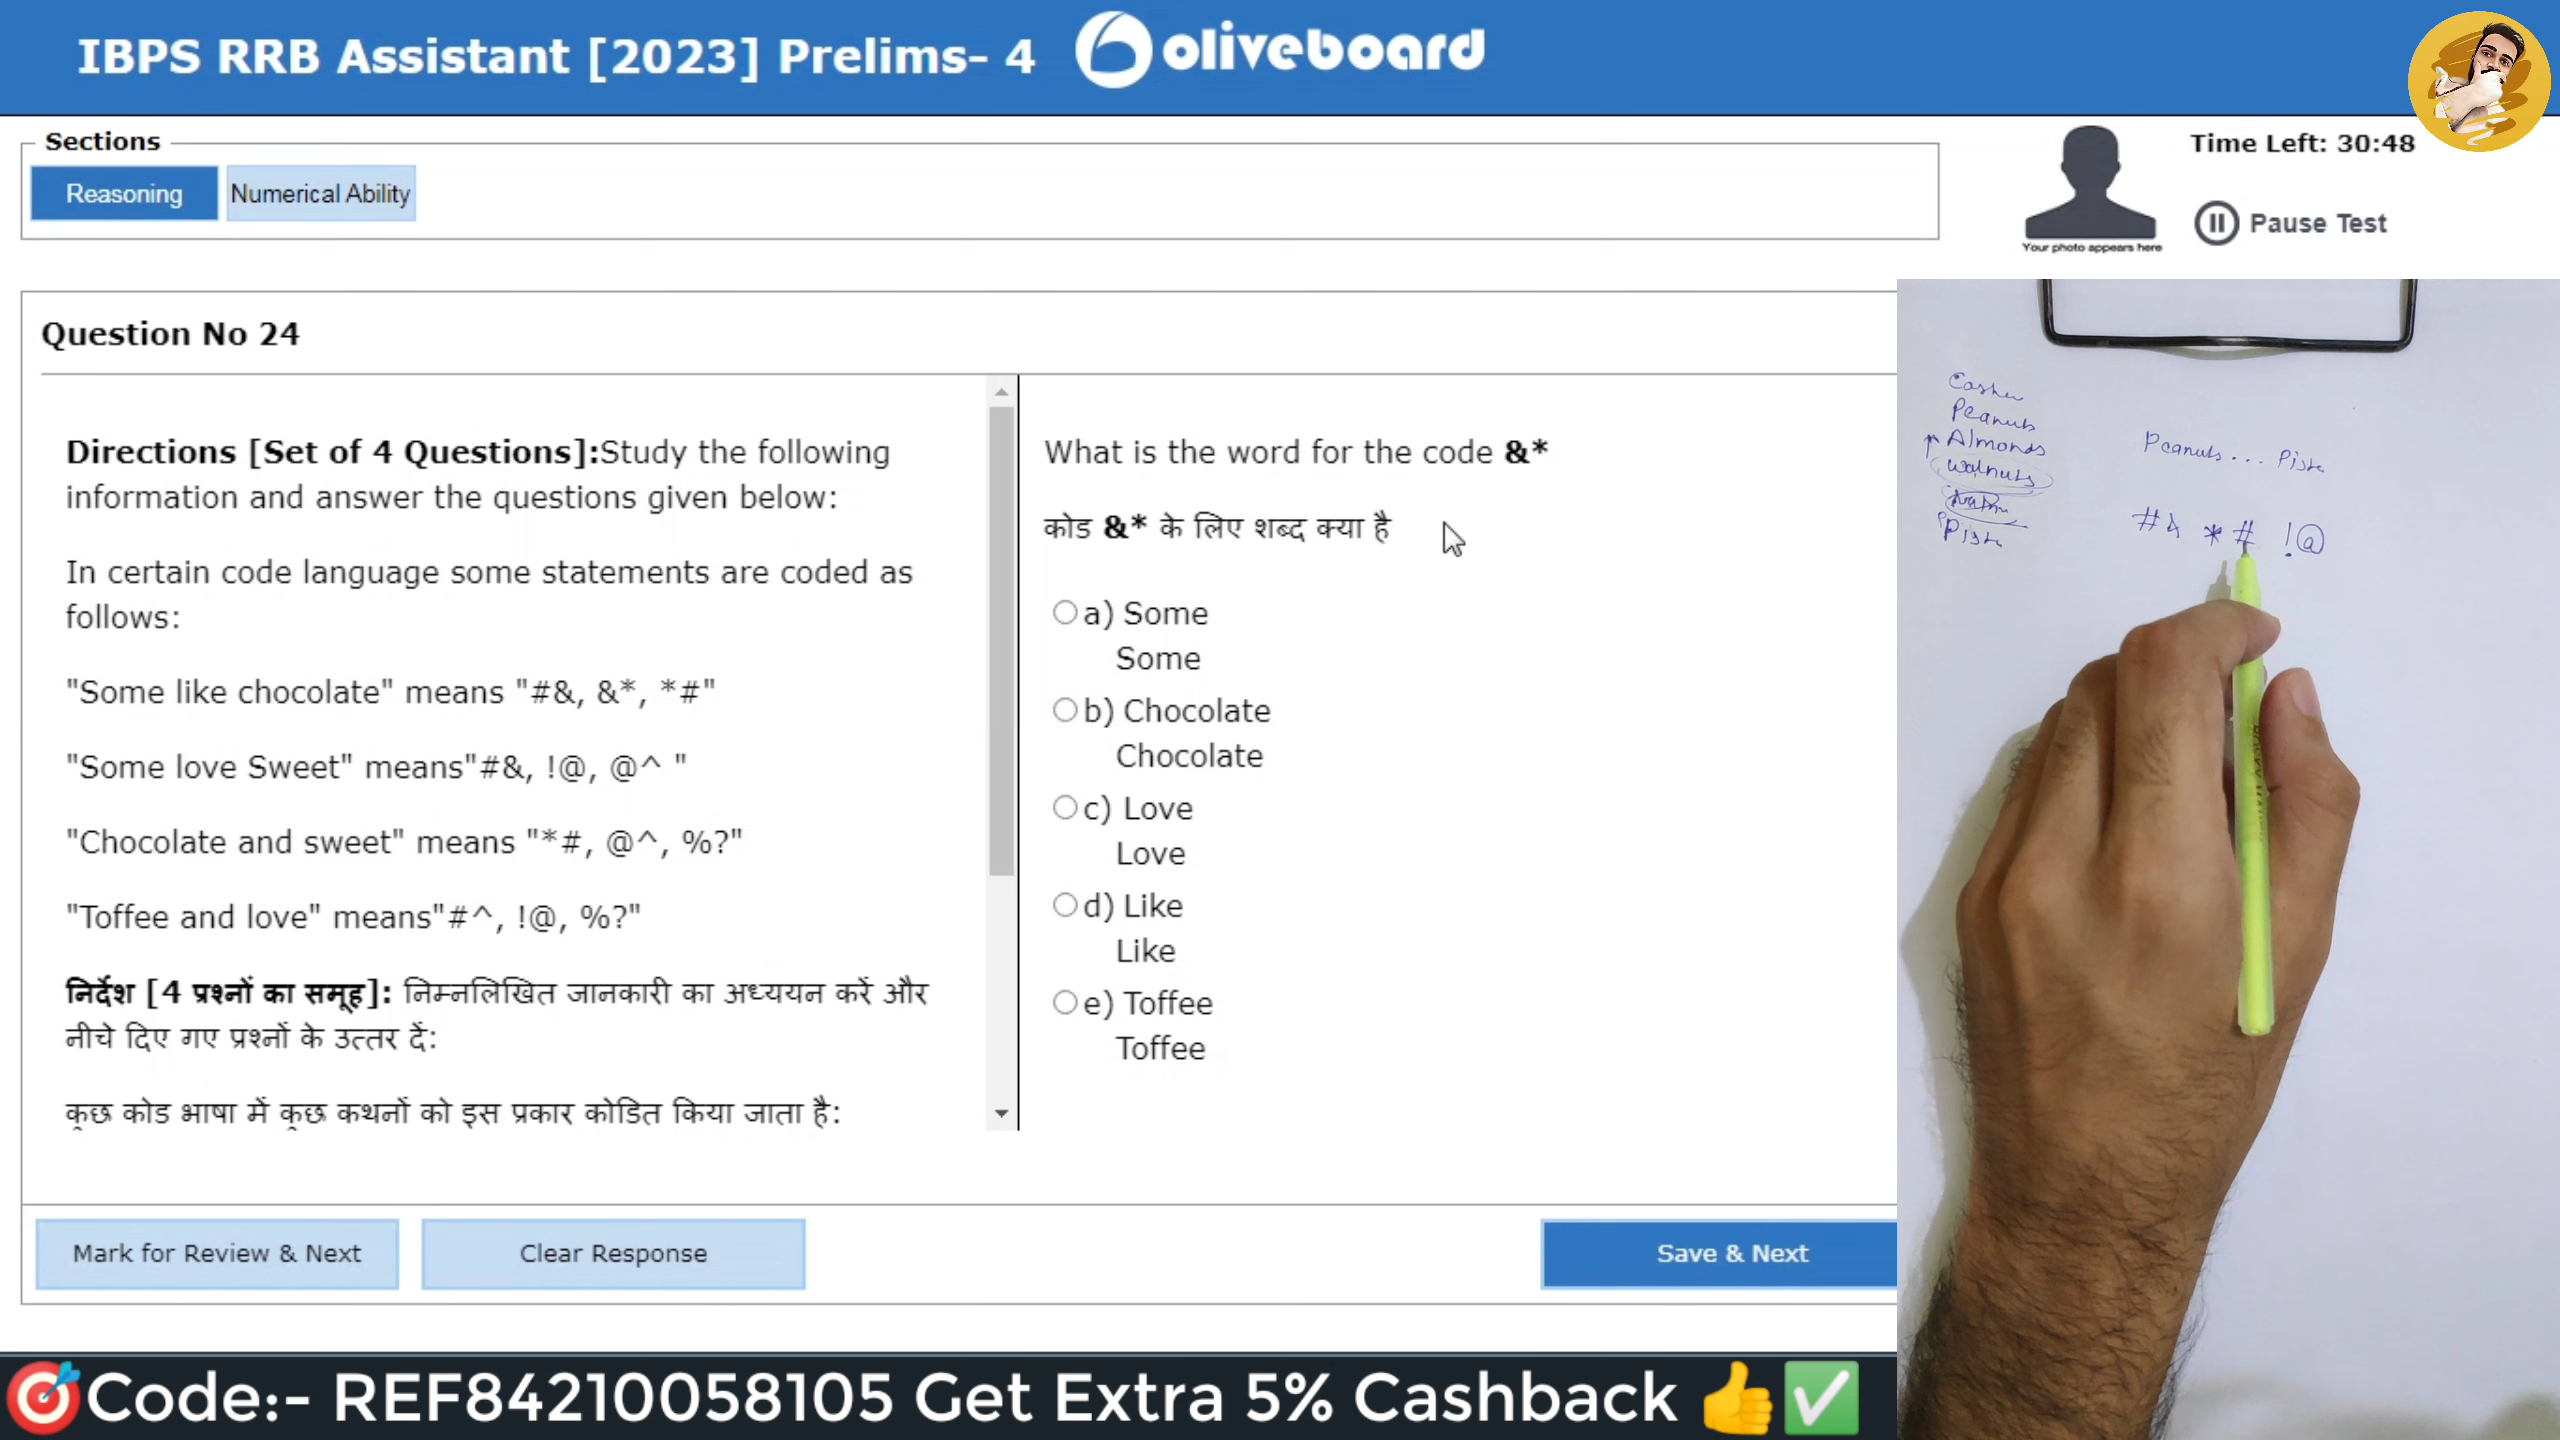 IBPS RRB Assistant [2023] Prelims- 4 oliveboard
Sections
Reasoning Numerical Ability
Time Left: 30:48
Pause Test
Your photo appears here
Question No 24
Directions [Set of 4 Questions]:Study the following
information and answer the questions given below:
In certain code language some statements are coded as
follows:
"Some like chocolate" means "#&, &*, *#"
"Some love Sweet" means"#&, !@, @^ "
"Chocolate and sweet" means "*#, @^, %?"
"Toffee and love" means"#^, !@, %?"
निर्देश [4 प्रश्नों का समूह]: निम्नलिखित जानकारी का अध्ययन करें और
नीचे दिए गए प्रश्नों के उत्तर दें:
कुछ कोड भाषा में कुछ कथनों को इस प्रकार कोडित किया जाता है:
What is the word for the code &*
कोड &* के लिए शब्द क्या है
a) Some
Some
b) Chocolate
Chocolate
c) Love
Love
d) Like
Like
e) Toffee
Toffee
Mark for Review & Next Clear Response Save & Next
Peanuts
Almonds
Walnuts
Piste
Peanuts... Piste
#& *# !@
Code:- REF84210058105 Get Extra 5% Cashback